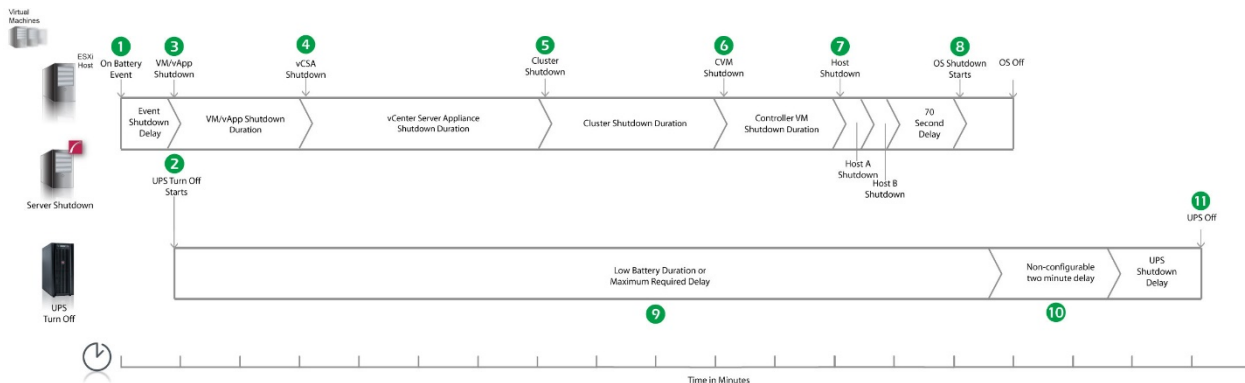 Virtual
Machines
ESXi
Host
1
On Battery
Event
3
VM/vApp
Shutdown
4
vCSA
Shutdown
5
Cluster
Shutdown
6
CVM
Shutdown
7
Host
Shutdown
8
OS Shutdown
Starts
OS Off
Event
Shutdown
Delay
VM/vApp Shutdown
Duration
vCenter Server Appliance
Shutdown Duration
Cluster Shutdown Duration
Controller VM
Shutdown Duration
70
Second
Delay
Host A
Shutdown
Host B
Shutdown
Server Shutdown
2
UPS Turn Off
Starts
11
UPS Off
Low Battery Duration or
Maximum Required Delay
Non-configurable
two minute delay
UPS
Shutdown
Delay
UPS
Turn Off
9
10
Time in Minutes